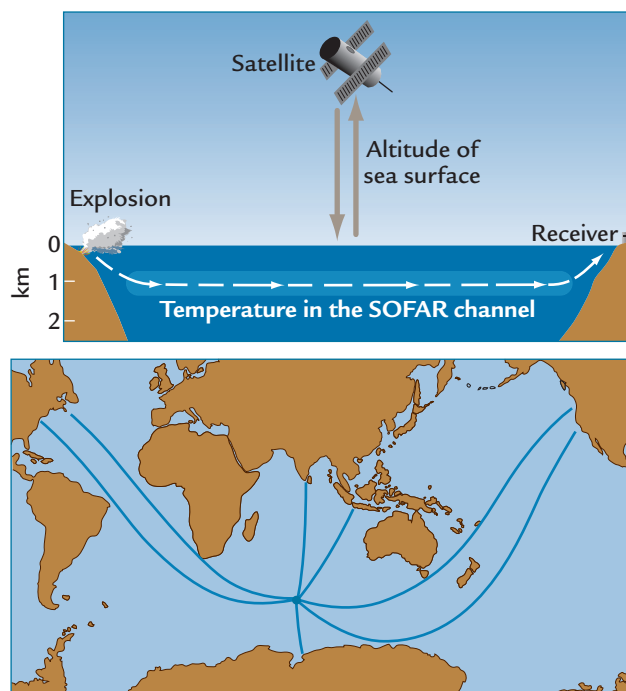 Satellite
Altitude of
sea surface
Explosion
Receiver
0
km
1
Temperature in the SOFAR channel
2